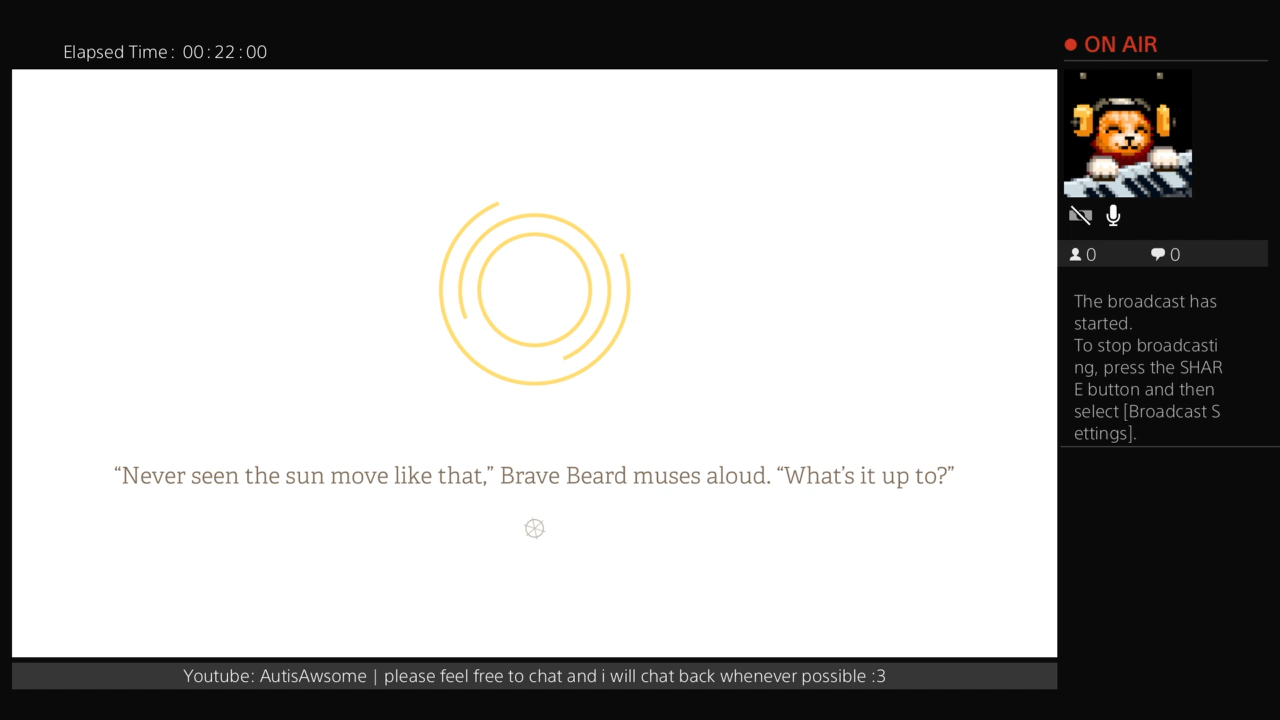 Elapsed Time: 00:22:00
ON AIR
0 0
The broadcast has
started.
To stop broadcasti
ng, press the SHAR
E button and then
select [Broadcast S
ettings].
“Never seen the sun move like that,” Brave Beard muses aloud. “What’s it up to?”
Youtube: AutisAwsome | please feel free to chat and i will chat back whenever possible :3